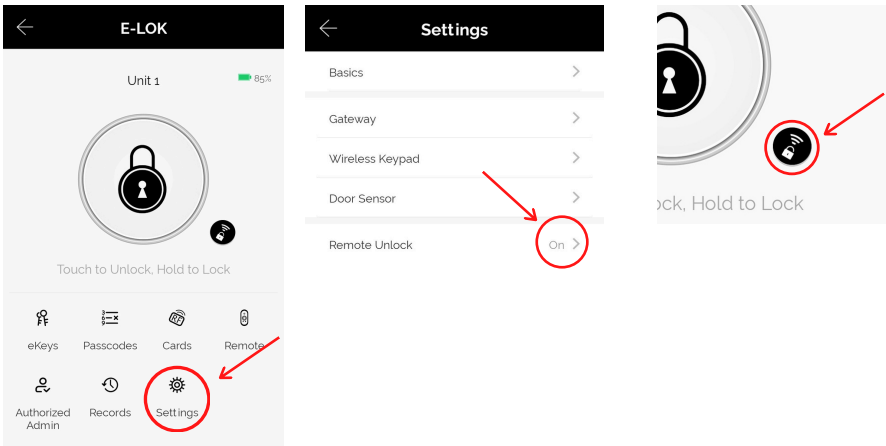 E-LOK
Unit 1
85%
Touch to Unlock, Hold to Lock
eKeys Passcodes Cards Remote
Authorized Admin Records Settings
Settings
Basics
Gateway
Wireless Keypad
Door Sensor
Remote Unlock On
ock, Hold to Lock